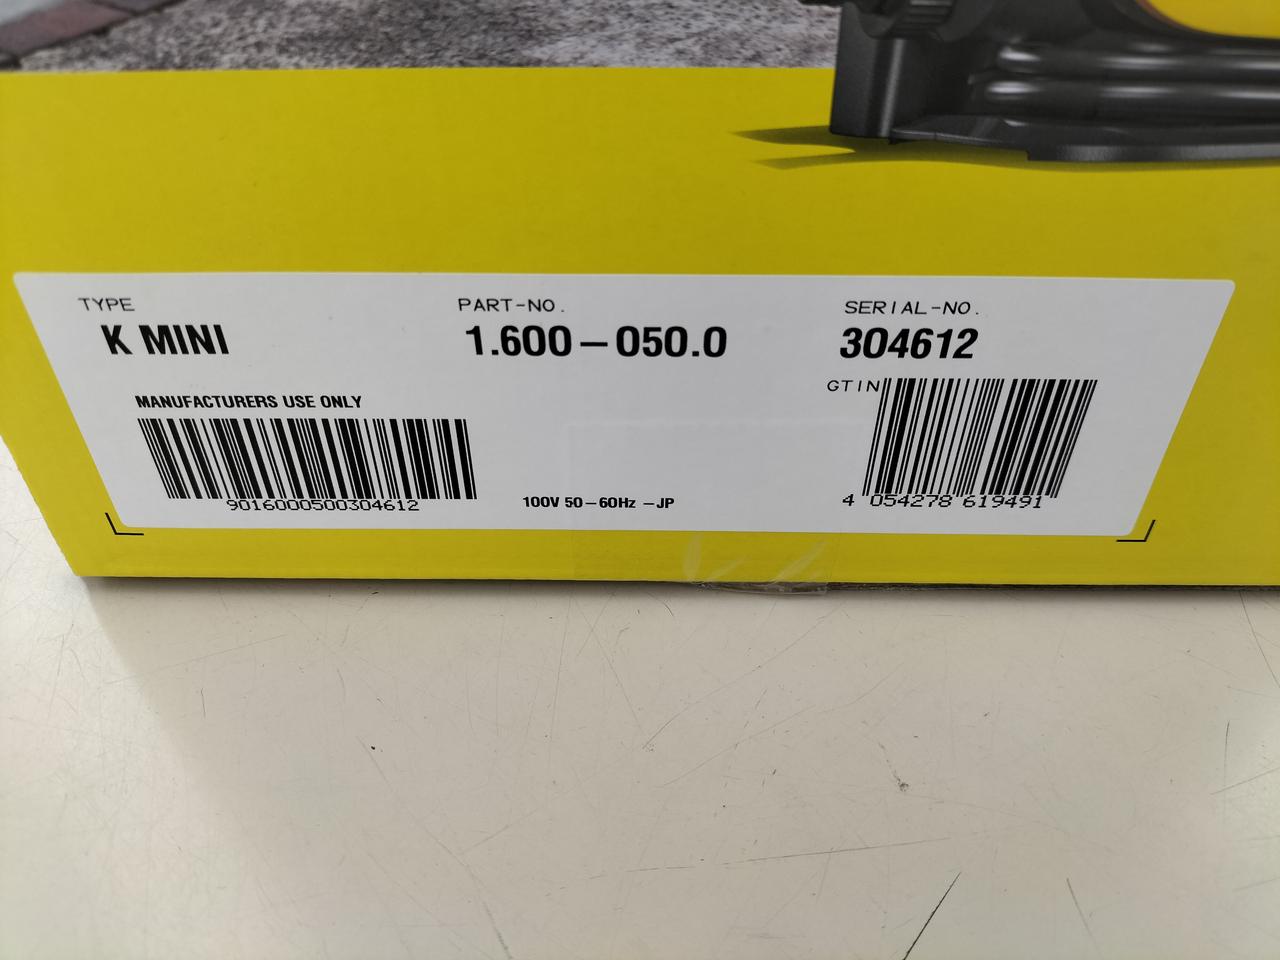 TYPE
K MINI
PART-NO.
1.600-050.0
SERIAL-NO.
304612
MANUFACTURERS USE ONLY
9016000500304612
100V 50-60Hz -JP
GTIN
4 054278 619491